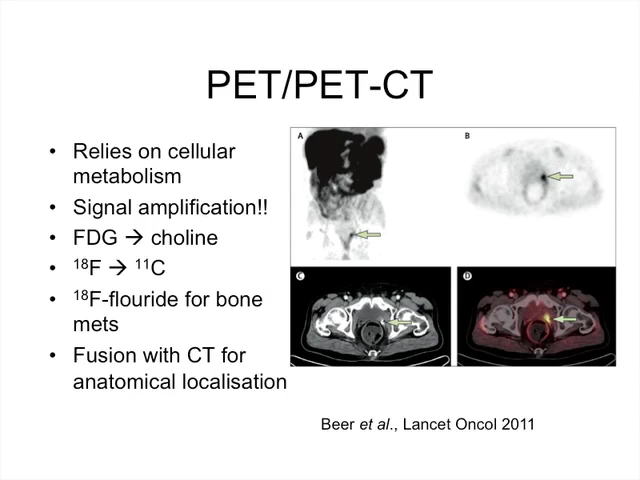 PET/PET-CT
• Relies on cellular
metabolism
• Signal amplification!!
• FDG → choline
• ¹⁸F → ¹¹C
• ¹⁸F-flouride for bone
mets
• Fusion with CT for
anatomical localisation
A
B
C
D
Beer et al., Lancet Oncol 2011